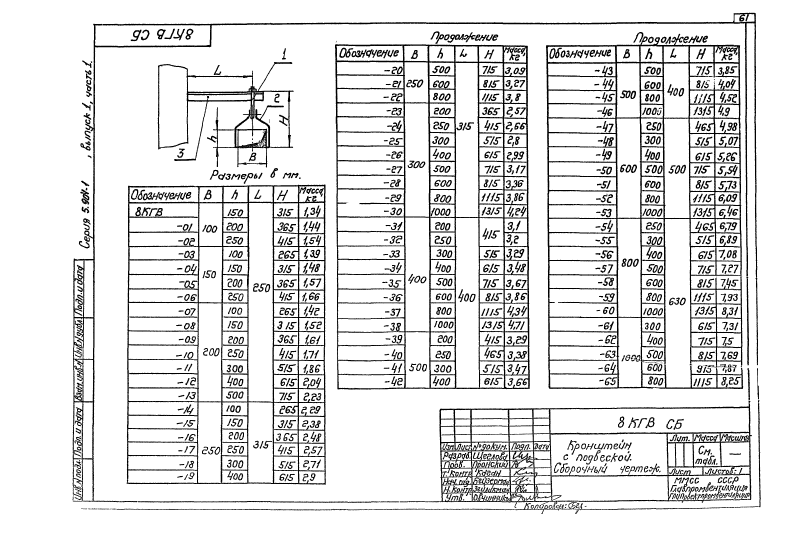 61
8КГВ СБ
Серия 5.904-1, выпуск 1, часть 1
L
1
2
3
h
H
В
Размеры в мм.
Обозначение В h L H Масса, кг
8КГВ 100 150 250 315 1,34
-01 200 365 1,44
-02 250 415 1,54
-03 150 100 265 1,39
-04 150 315 1,48
-05 200 365 1,57
-06 250 415 1,66
-07 200 100 265 1,42
-08 150 315 1,52
-09 200 365 1,61
-10 250 415 1,71
-11 300 515 1,86
-12 400 615 2,04
-13 500 715 2,23
-14 250 100 315 265 2,29
-15 150 315 2,38
-16 200 365 2,48
-17 250 415 2,57
-18 300 515 2,71
-19 400 615 2,9
Продолжение
Обозначение В h L H Масса, кг
-20 250 500 315 715 3,09
-21 600 815 3,27
-22 800 1115 3,8
-23 300 200 365 2,57
-24 250 415 2,66
-25 300 515 2,8
-26 400 615 2,99
-27 500 715 3,17
-28 600 815 3,36
-29 800 1115 3,86
-30 1000 1315 4,24
-31 400 200 400 415 3,1
-32 250 3,2
-33 300 515 3,29
-34 400 615 3,48
-35 500 715 3,67
-36 600 815 3,86
-37 800 1115 4,34
-38 1000 1315 4,71
-39 500 200 415 3,29
-40 250 465 3,38
-41 300 515 3,47
-42 400 615 3,66
Продолжение
Обозначение В h L H Масса, кг
-43 500 500 400 715 3,85
-44 600 815 4,04
-45 800 1115 4,52
-46 1000 1315 4,9
-47 600 250 500 465 4,98
-48 300 515 5,07
-49 400 615 5,26
-50 500 715 5,54
-51 600 815 5,73
-52 800 1115 6,09
-53 1000 1315 6,46
-54 800 250 630 465 6,79
-55 300 515 6,89
-56 400 615 7,08
-57 500 715 7,27
-58 600 815 7,45
-59 800 1115 7,93
-60 1000 1315 8,31
-61 1000 300 615 7,31
-62 400 715 7,5
-63 500 815 7,69
-64 600 915 7,87
-65 800 1115 8,25
8 КГВ СБ
Кронштейн
с подвеской.
Сборочный чертеж.
Лит. Масса Масштаб
См. табл. —
Лист Листов: 1
ММСС СССР
Главпромвентиляция
Изм. Лист № докум. Подп. Дата
Разраб. Щеглова
Пров. Пронский
Т. Контр. Каган
Нач. отд.
Н. Контр.
Утв. Овчинников
Копировал:
Инв. № подл. Подп. и дата Взам. инв. № Инв. № дубл. Подп. и дата